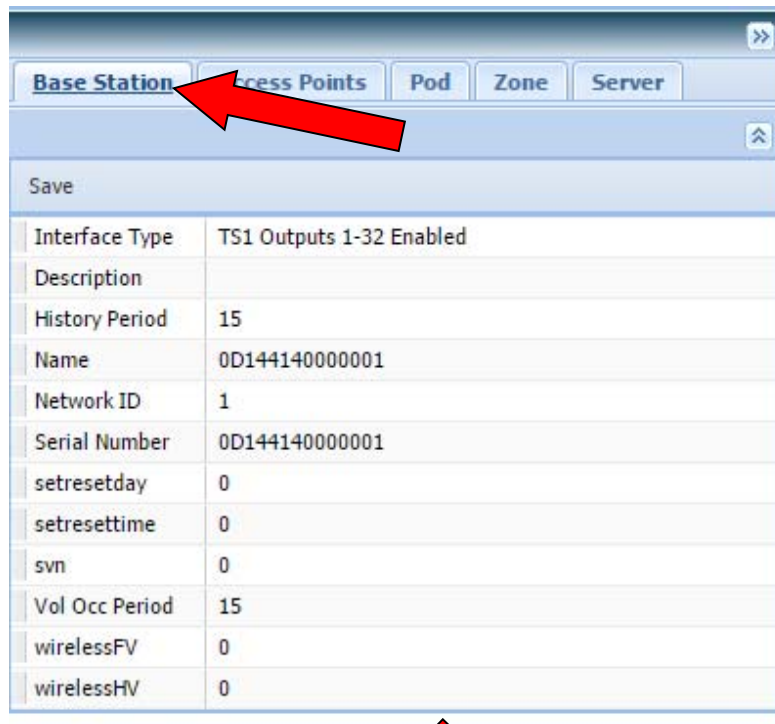 Base Station ccess Points Pod Zone Server
Save
Interface Type TS1 Outputs 1-32 Enabled
Description
History Period 15
Name 0D144140000001
Network ID 1
Serial Number 0D144140000001
setresetday 0
setresettime 0
svn 0
Vol Occ Period 15
wirelessFV 0
wirelessHV 0